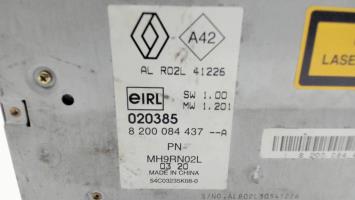 A42
AL R02L 41226
eIRL SW 1.00
MW 1.201
020385
8 200 084 437 --A
PN
MH9RN02L
03 20
MADE IN CHINA
LASE